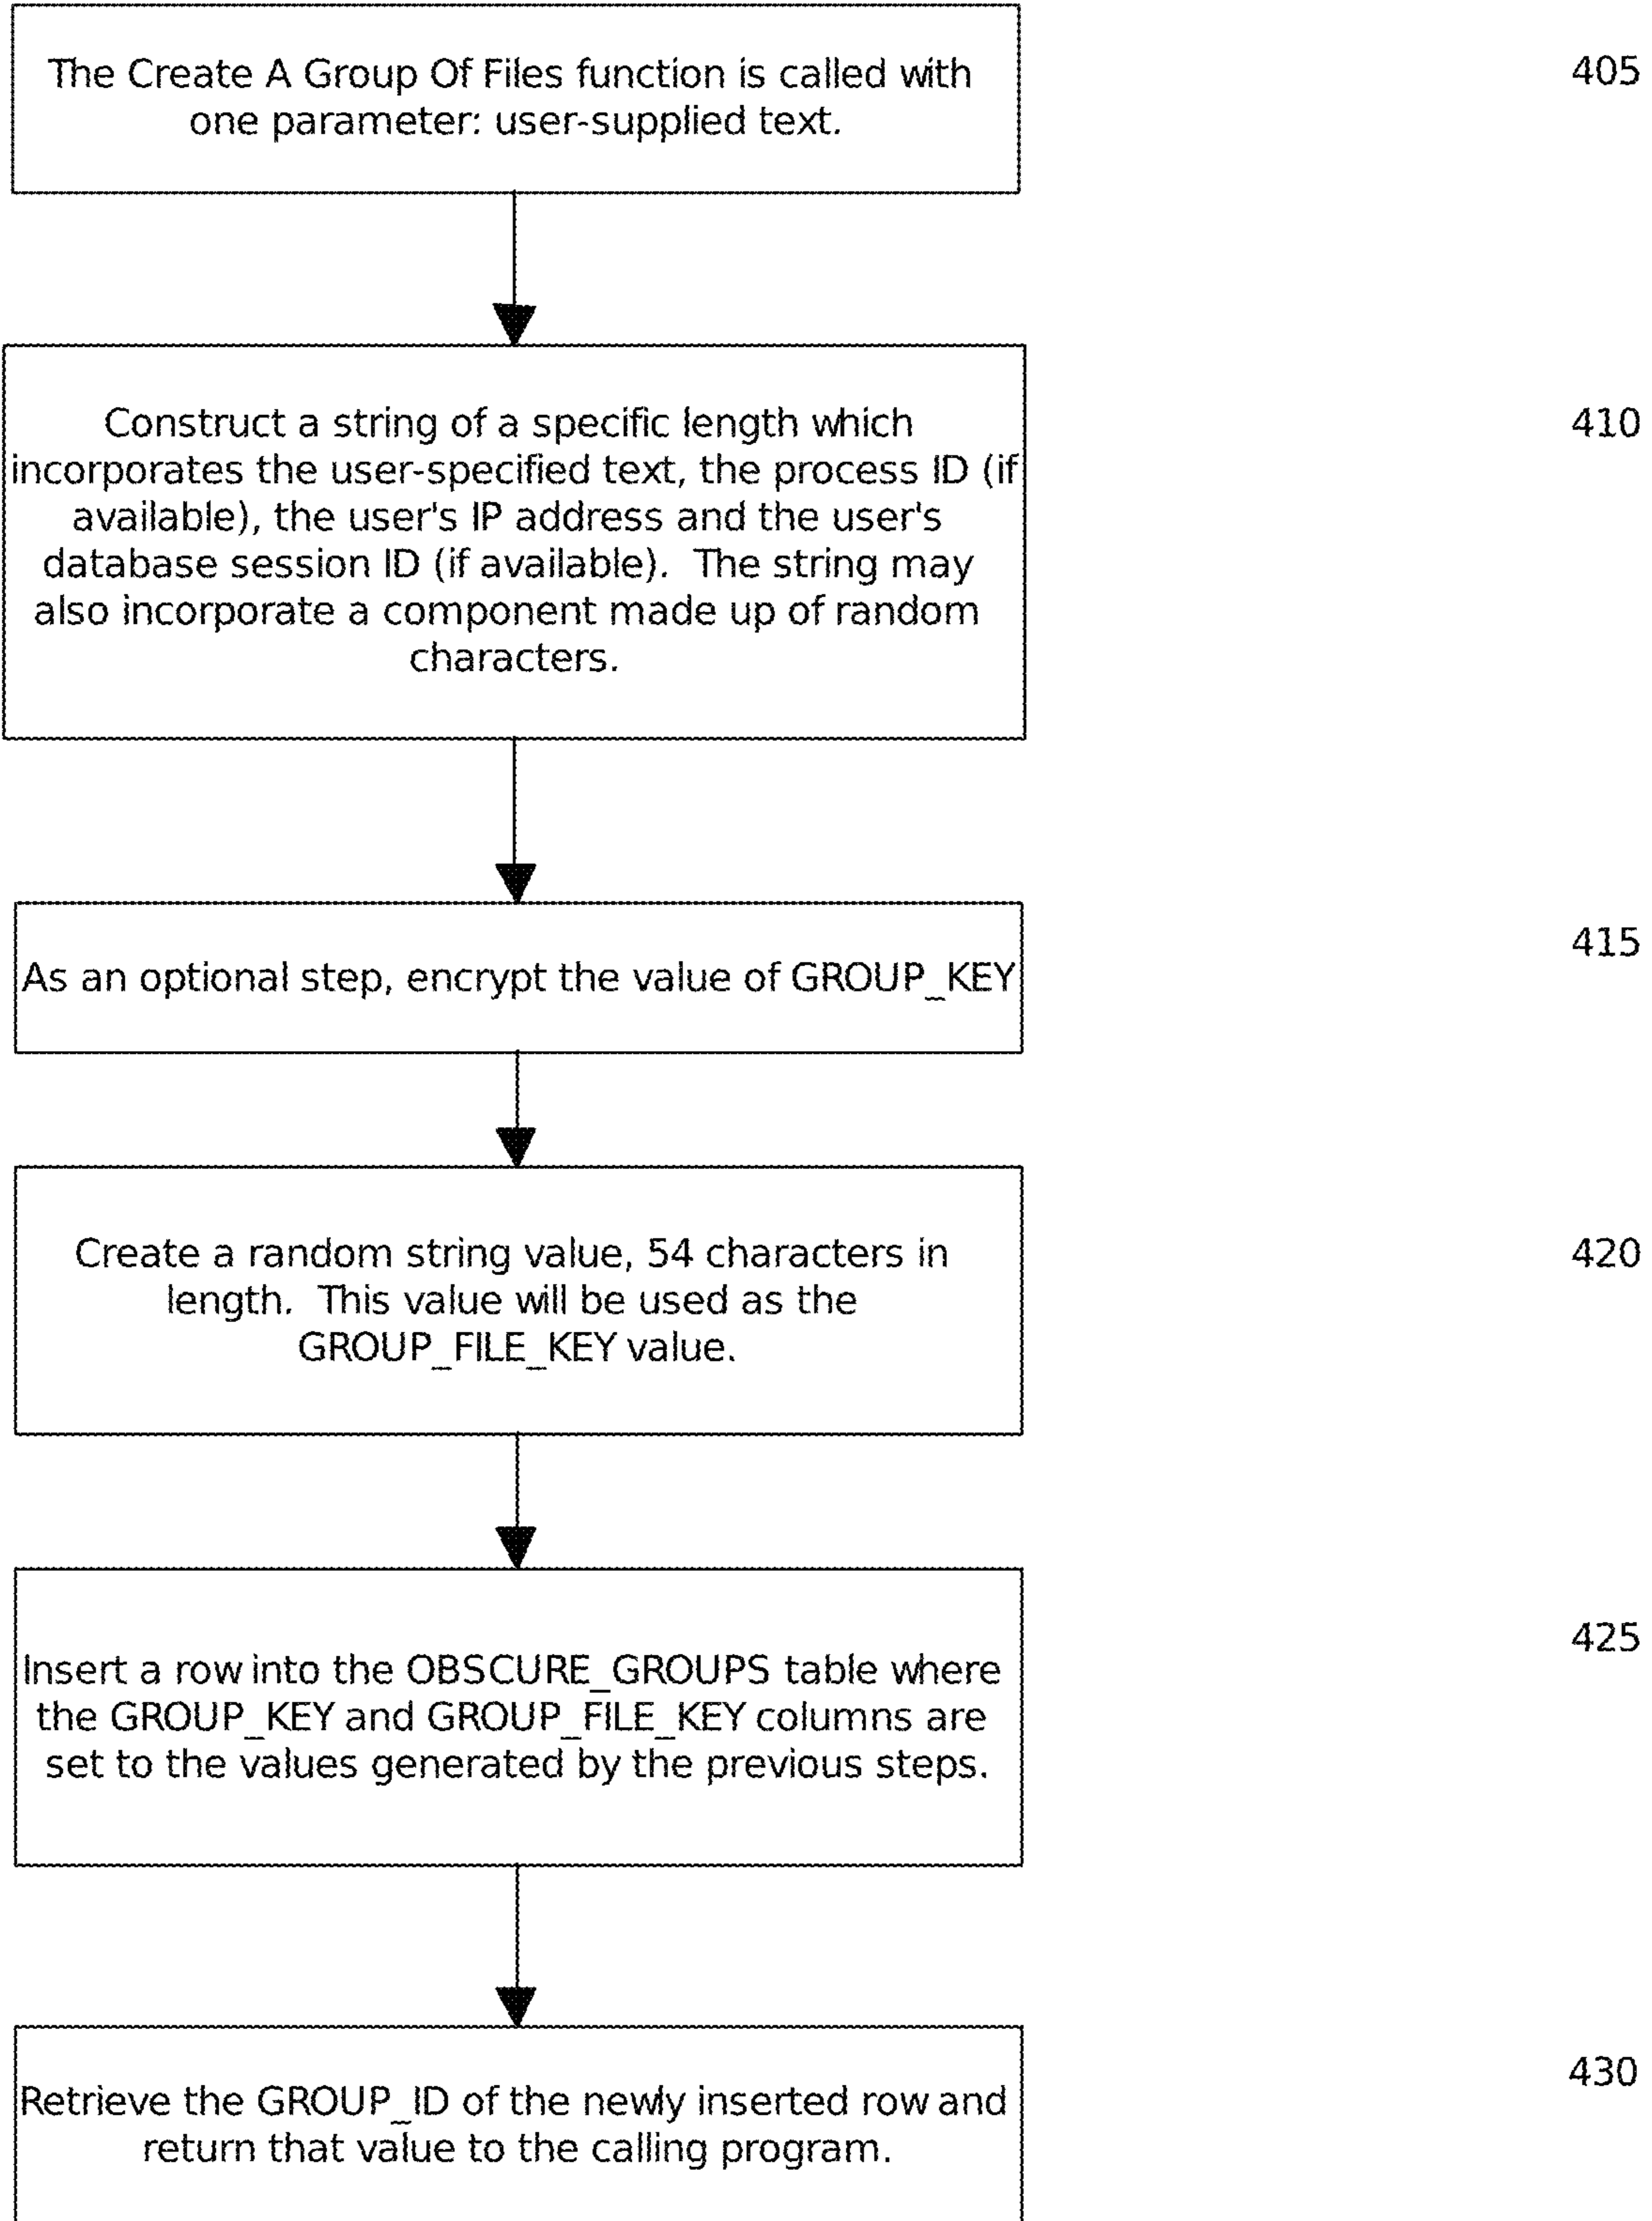 The Create A Group Of Files function is called with
one parameter: user-supplied text.
405
Construct a string of a specific length which
incorporates the user-specified text, the process ID (if
available), the user's IP address and the user's
database session ID (if available).  The string may
also incorporate a component made up of random
characters.
410
As an optional step, encrypt the value of GROUP_KEY
415
Create a random string value, 54 characters in
length.  This value will be used as the
GROUP_FILE_KEY value.
420
Insert a row into the OBSCURE_GROUPS table where
the GROUP_KEY and GROUP_FILE_KEY columns are
set to the values generated by the previous steps.
425
Retrieve the GROUP_ID of the newly inserted row and
return that value to the calling program.
430